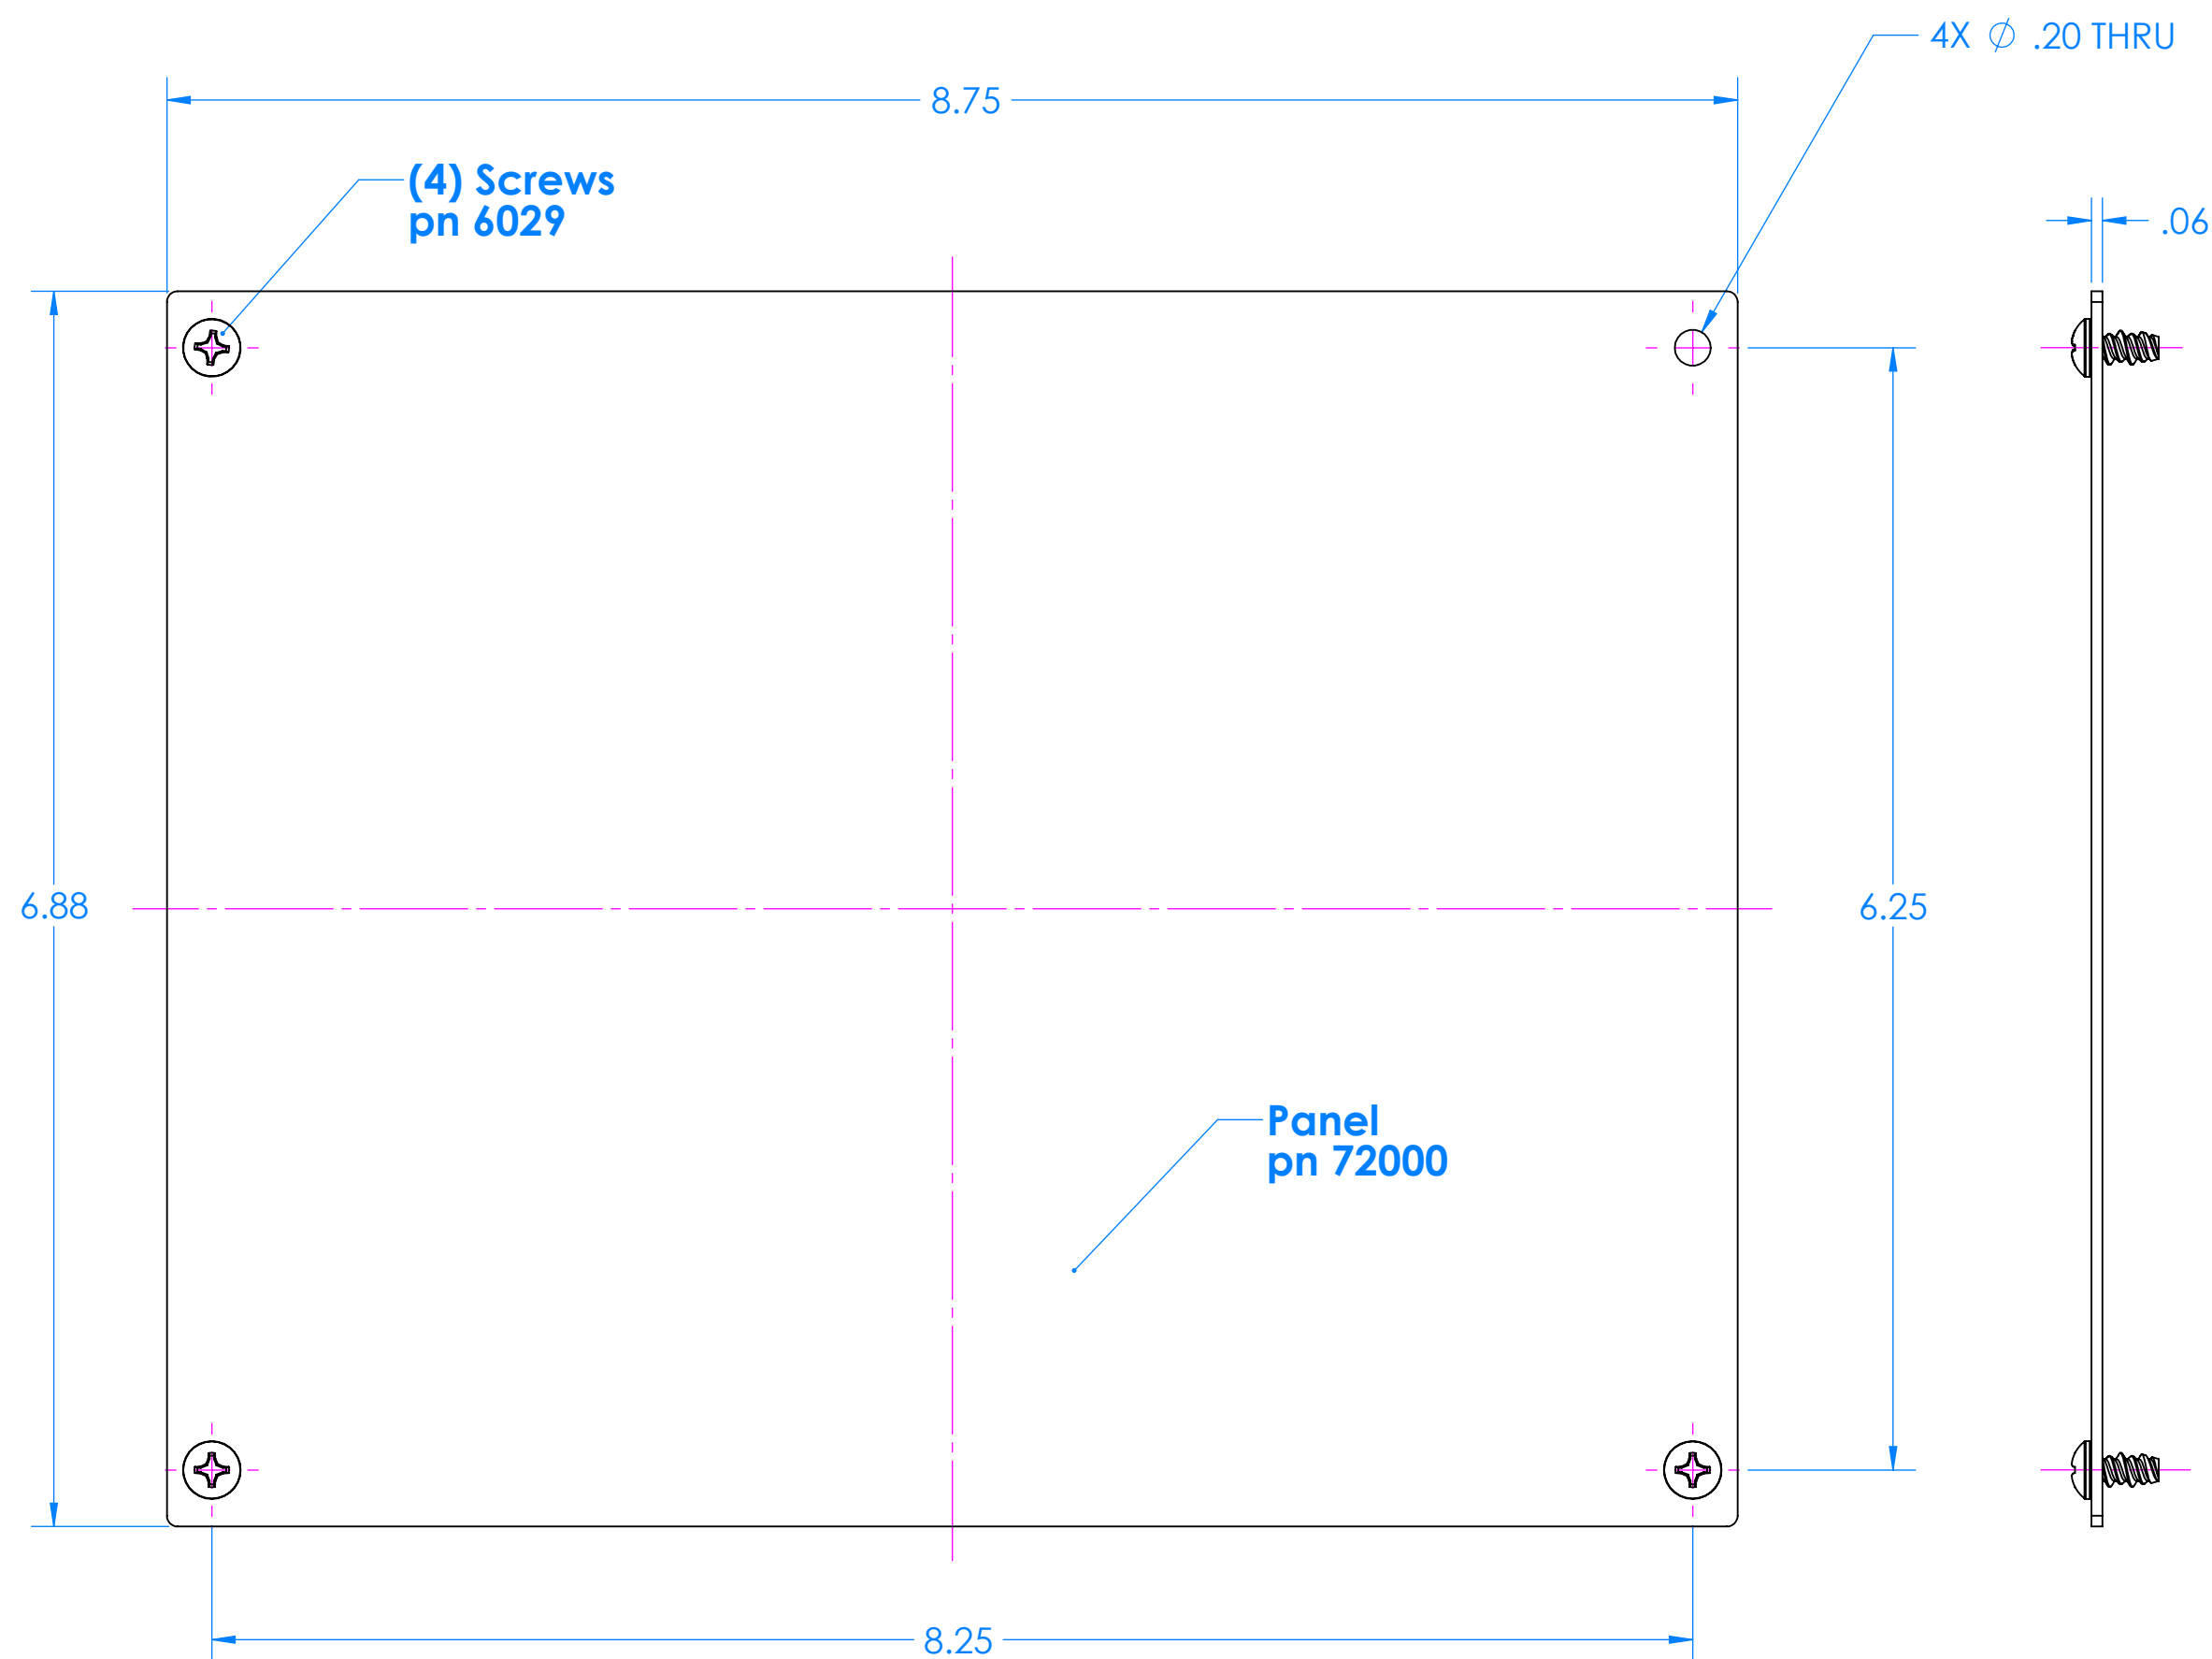 4X ∅ .20 THRU
8.75
(4) Screws
pn 6029
.06
6.88
6.25
Panel
pn 72000
8.25